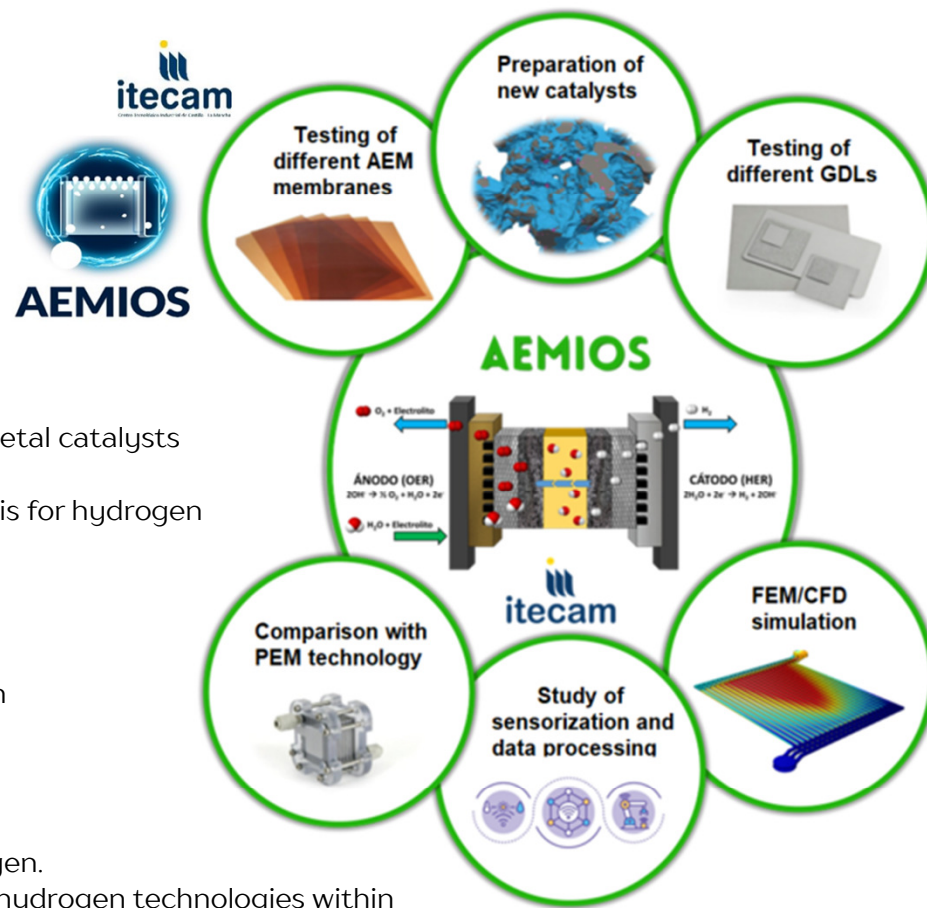 itecam
AEMIOS
Testing of
different AEM
membranes
Preparation of
new catalysts
Testing of
different GDLs
AEMIOS
O₂ + Electrolito
H₂
ÁNODO (OER)
2OH⁻ → ½ O₂ + H₂O + 2e⁻
CÁTODO (HER)
2H₂O + 2e⁻ → H₂ + 2OH⁻
H₂O + Electrolito
itecam
Comparison with
PEM technology
Study of
sensorization and
data processing
FEM/CFD
simulation
etal catalysts
is for hydrogen
n
gen.
hydrogen technologies within